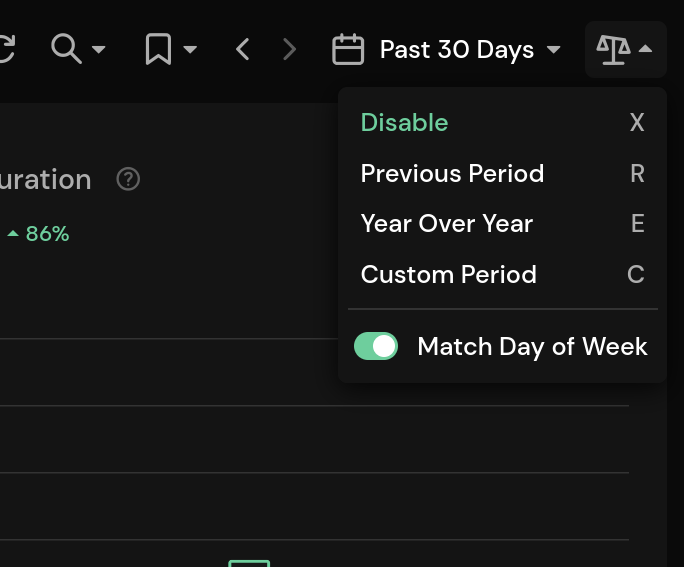 Past 30 Days
Disable X
Previous Period R
Year Over Year E
Custom Period C
Match Day of Week
uration ?
86%